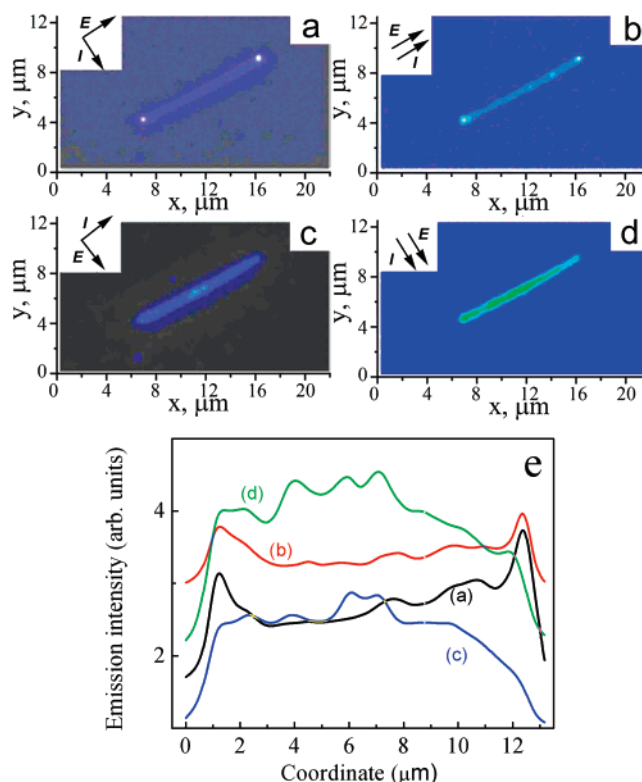 E
I
a
y, μm
12
8
4
0
0 4 8 12 16 20
x, μm
E
I
b
y, μm
12
8
4
0
0 4 8 12 16 20
x, μm
I
E
c
y, μm
12
8
4
0
0 4 8 12 16 20
x, μm
I E
d
y, μm
12
8
4
0
0 4 8 12 16 20
x, μm
e
Emission intensity (arb. units)
4
2
(d)
(b)
(a)
(c)
0 2 4 6 8 10 12
Coordinate (μm)